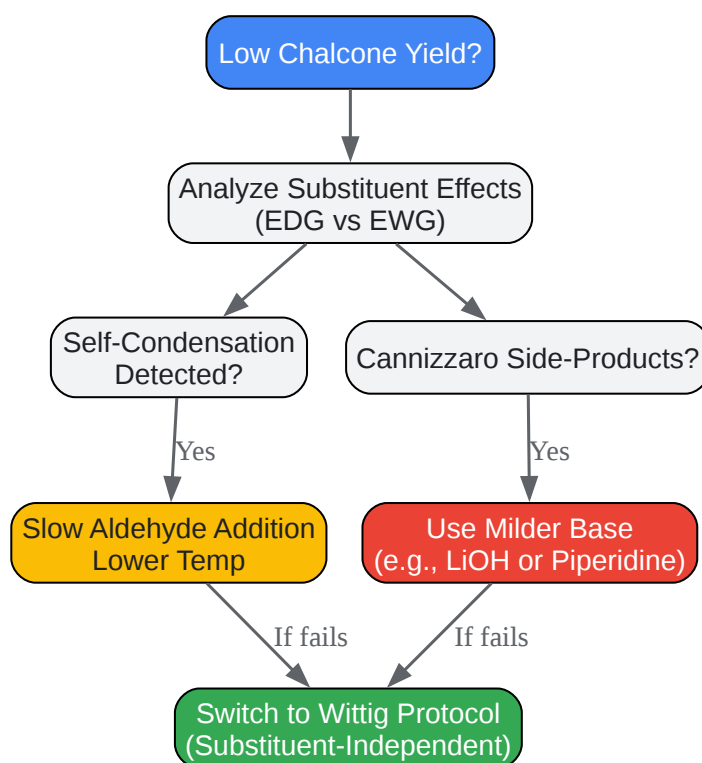 Low Chalcone Yield?
Analyze Substituent Effects
(EDG vs EWG)
Self-Condensation
Detected?
Cannizzaro Side-Products?
Yes
Yes
Slow Aldehyde Addition
Lower Temp
Use Milder Base
(e.g., LiOH or Piperidine)
If fails
If fails
Switch to Wittig Protocol
(Substituent-Independent)